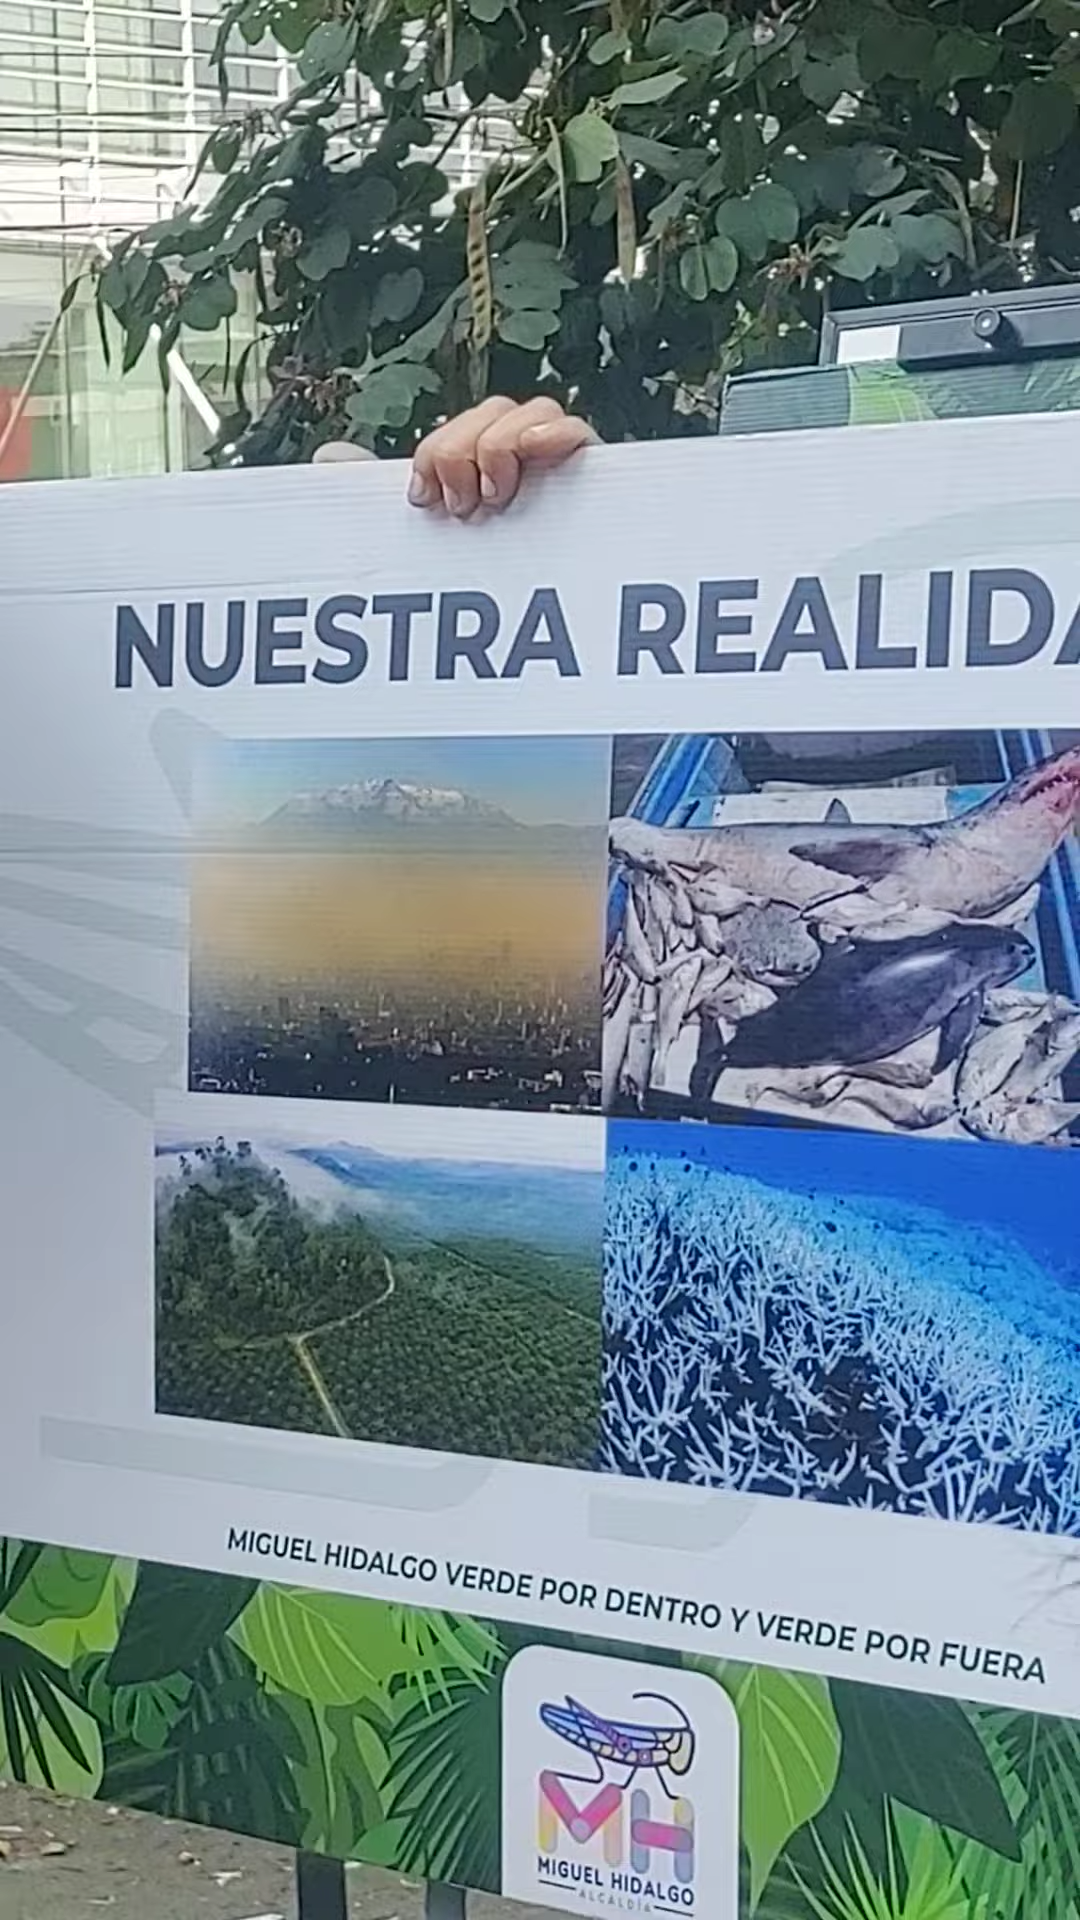 NUESTRA REALIDA
MIGUEL HIDALGO VERDE POR DENTRO Y VERDE POR FUERA
MH
MIGUEL HIDALGO
ALCALDÍA